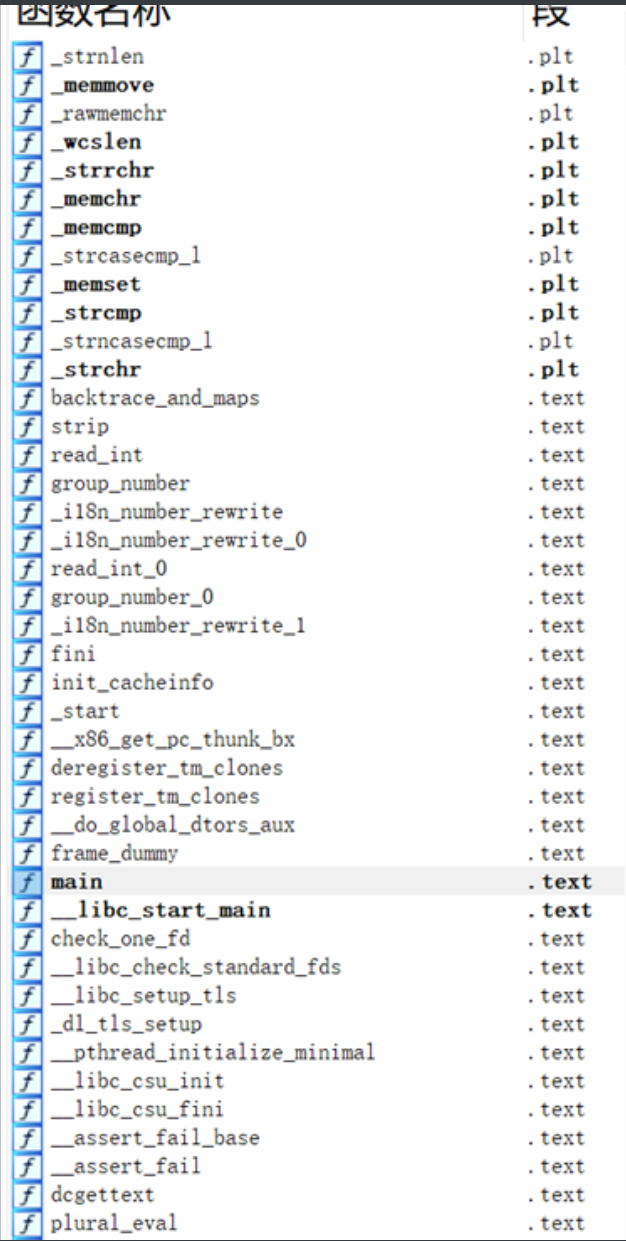 函数名称 段
_strnlen .plt
_memmove .plt
_rawmemchr .plt
_wcslen .plt
_strrchr .plt
_memchr .plt
_memcmp .plt
_strcasecmp_l .plt
_memset .plt
_strcmp .plt
_strncasecmp_l .plt
_strchr .plt
backtrace_and_maps .text
strip .text
read_int .text
group_number .text
_i18n_number_rewrite .text
_i18n_number_rewrite_0 .text
read_int_0 .text
group_number_0 .text
_i18n_number_rewrite_1 .text
fini .text
init_cacheinfo .text
_start .text
__x86_get_pc_thunk_bx .text
deregister_tm_clones .text
register_tm_clones .text
__do_global_dtors_aux .text
frame_dummy .text
main .text
__libc_start_main .text
check_one_fd .text
__libc_check_standard_fds .text
__libc_setup_tls .text
_dl_tls_setup .text
__pthread_initialize_minimal .text
__libc_csu_init .text
__libc_csu_fini .text
__assert_fail_base .text
__assert_fail .text
dcgettext .text
plural_eval .text